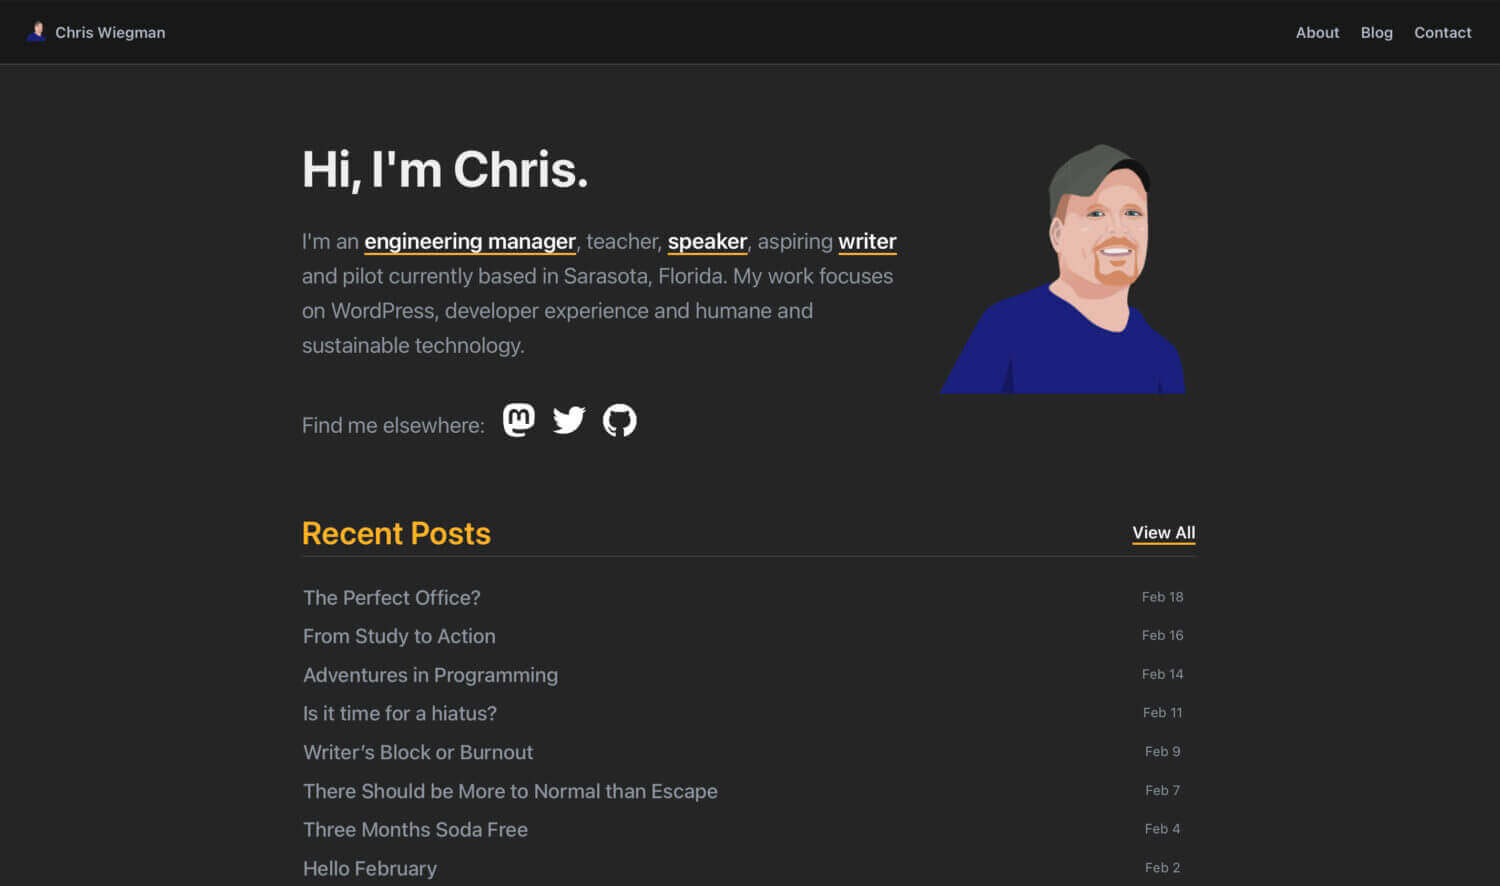 Chris Wiegman
About Blog Contact
Hi, I'm Chris.
I'm an engineering manager, teacher, speaker, aspiring writer
and pilot currently based in Sarasota, Florida. My work focuses
on WordPress, developer experience and humane and
sustainable technology.
Find me elsewhere:
Recent Posts
View All
The Perfect Office? Feb 18
From Study to Action Feb 16
Adventures in Programming Feb 14
Is it time for a hiatus? Feb 11
Writer’s Block or Burnout Feb 9
There Should be More to Normal than Escape Feb 7
Three Months Soda Free Feb 4
Hello February Feb 2